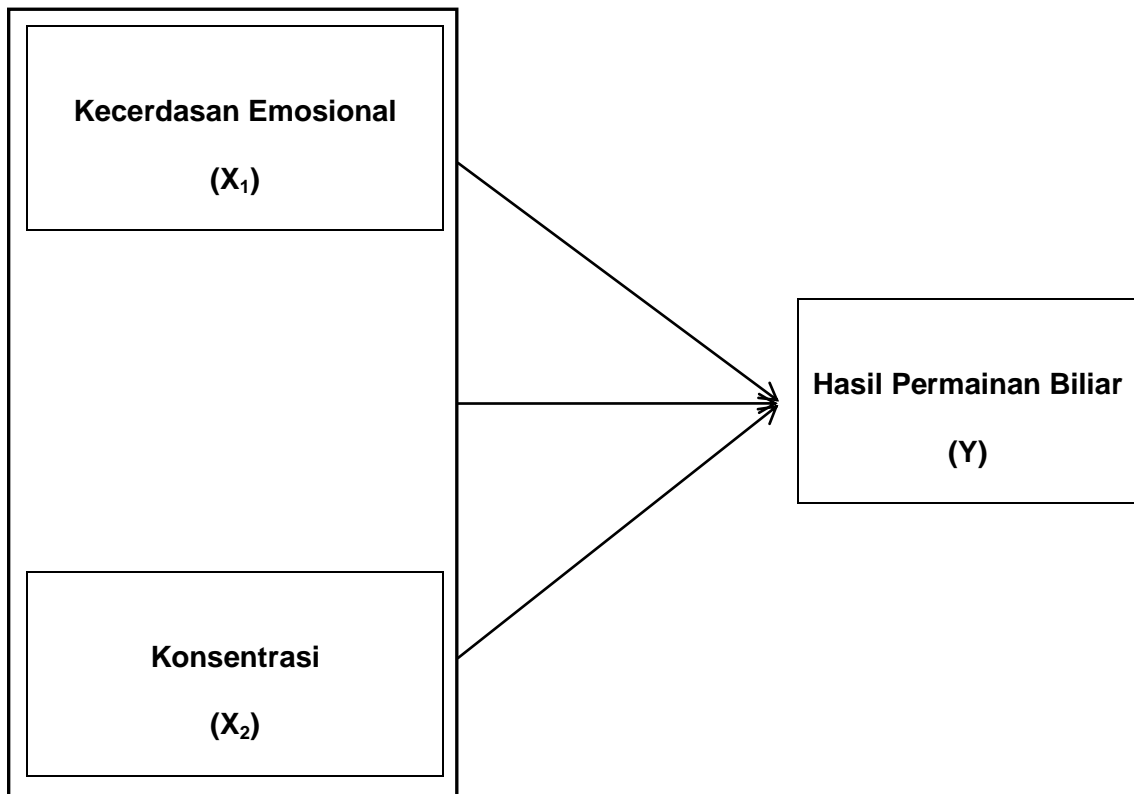 Kecerdasan Emosional
(X₁)
Hasil Permainan Biliar
(Y)
Konsentrasi
(X₂)